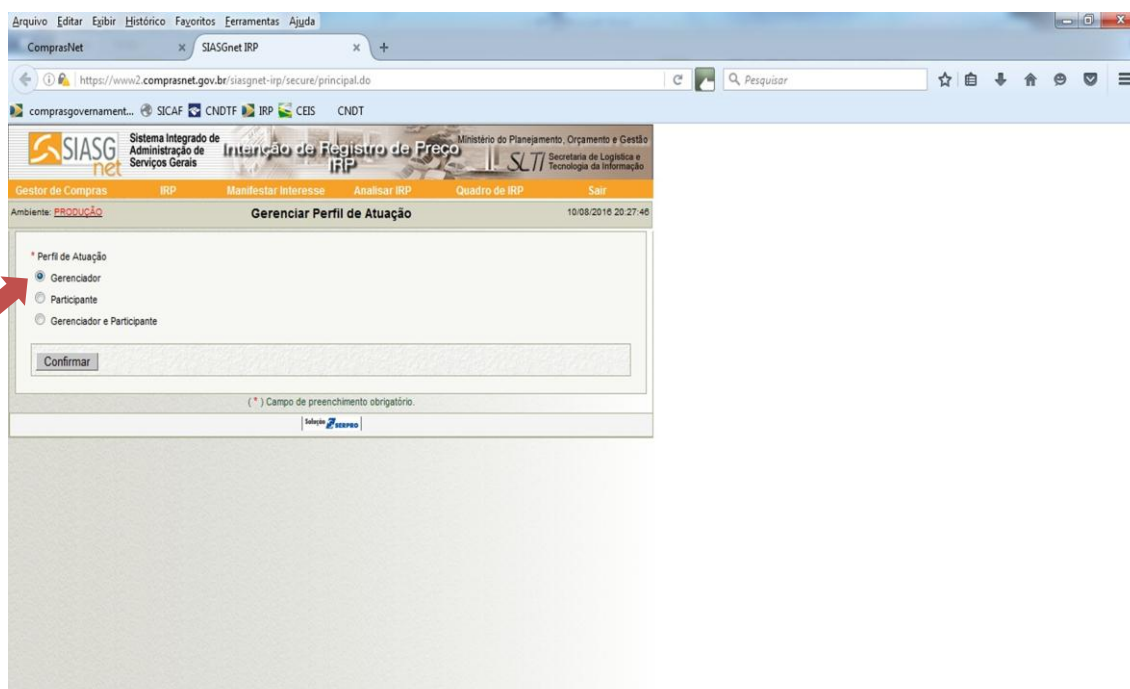 Arquivo Editar Exibir Histórico Favoritos Ferramentas Ajuda
ComprasNet × SIASGnet IRP × +
https://www2.comprasnet.gov.br/siasgnet-irp/secure/principal.do Pesquisar
comprasgovernament... SICAF CNDTF IRP CEIS CNDT
SIASG net
Sistema Integrado de
Administração de
Serviços Gerais
Intenção de Registro de Preço
IRP
Ministério do Planejamento, Orçamento e Gestão
SLTI Secretaria de Logística e
Tecnologia da Informação
Gestor de Compras IRP Manifestar Interesse Analisar IRP Quadro de IRP Sair
Ambiente: PRODUÇÃO Gerenciar Perfil de Atuação 10/08/2016 20:27:46
* Perfil de Atuação
Gerenciador
Participante
Gerenciador e Participante
Confirmar
( * ) Campo de preenchimento obrigatório.
Solução SERPRO